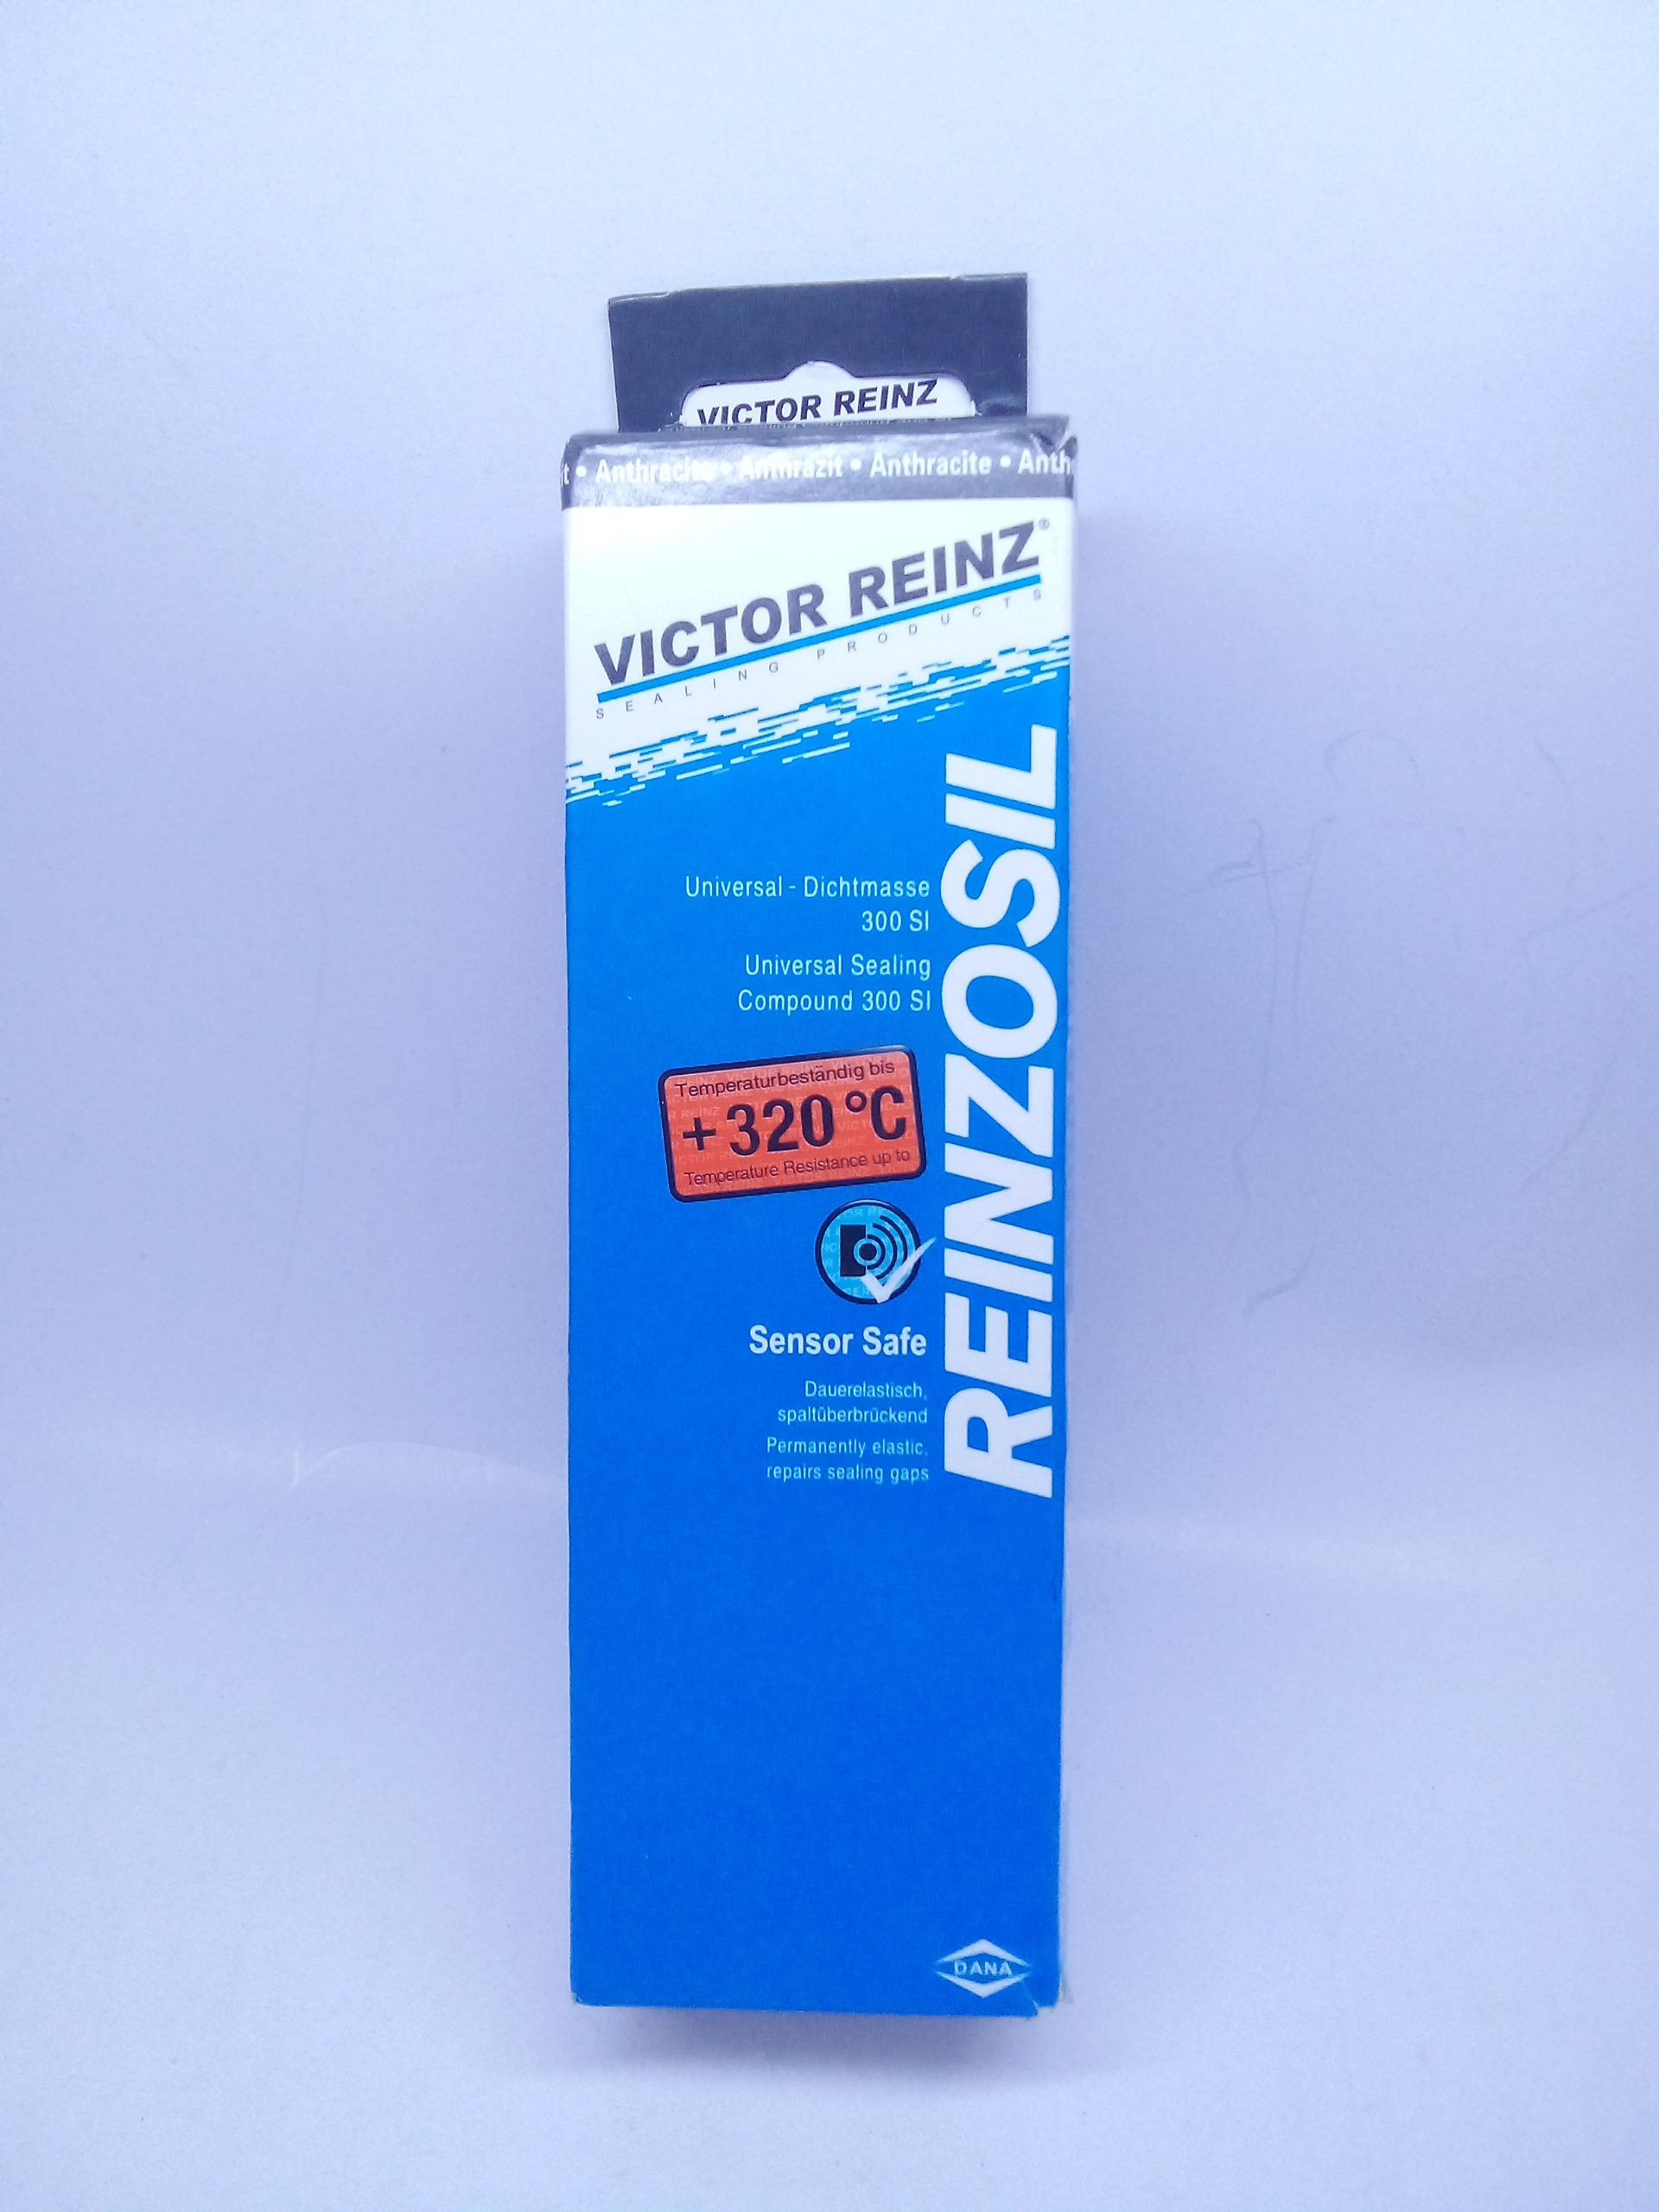 VICTOR REINZ
t • Anthracite • Anthrazit • Anthracite • Anth
VICTOR REINZ®
SEALING PRODUCTS
REINZOSIL
Universal - Dichtmasse
300 SI
Universal Sealing
Compound 300 SI
Temperaturbeständig bis
+320 °C
Temperature Resistance up to
Sensor Safe
Dauerelastisch,
spaltüberbrückend
Permanently elastic,
repairs sealing gaps
DANA